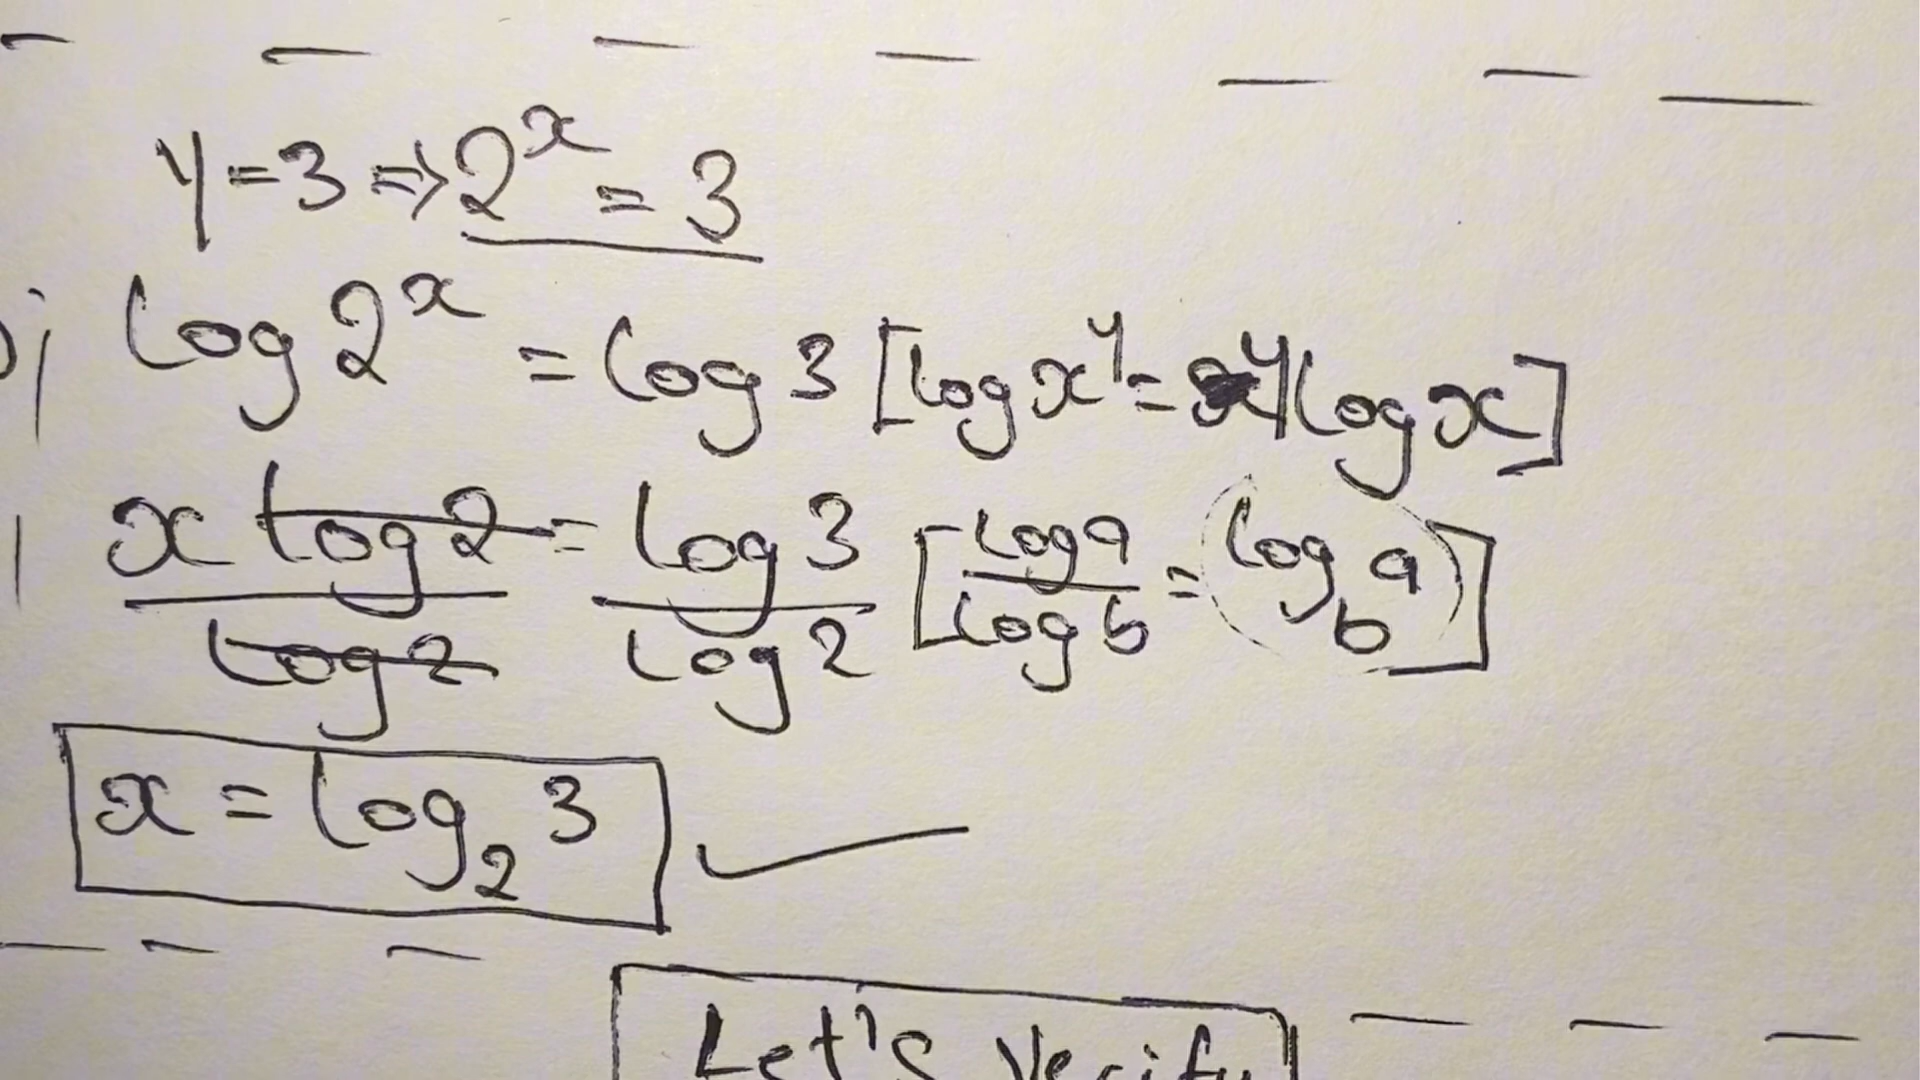 y=3 ⇒ 2^x = 3
log 2^x = log 3 [log x^y = y log x]
x log 2 / log 2 = log 3 / log 2 [log a / log b = log_b a]
x = log_2 3 ✓
Let's Verify